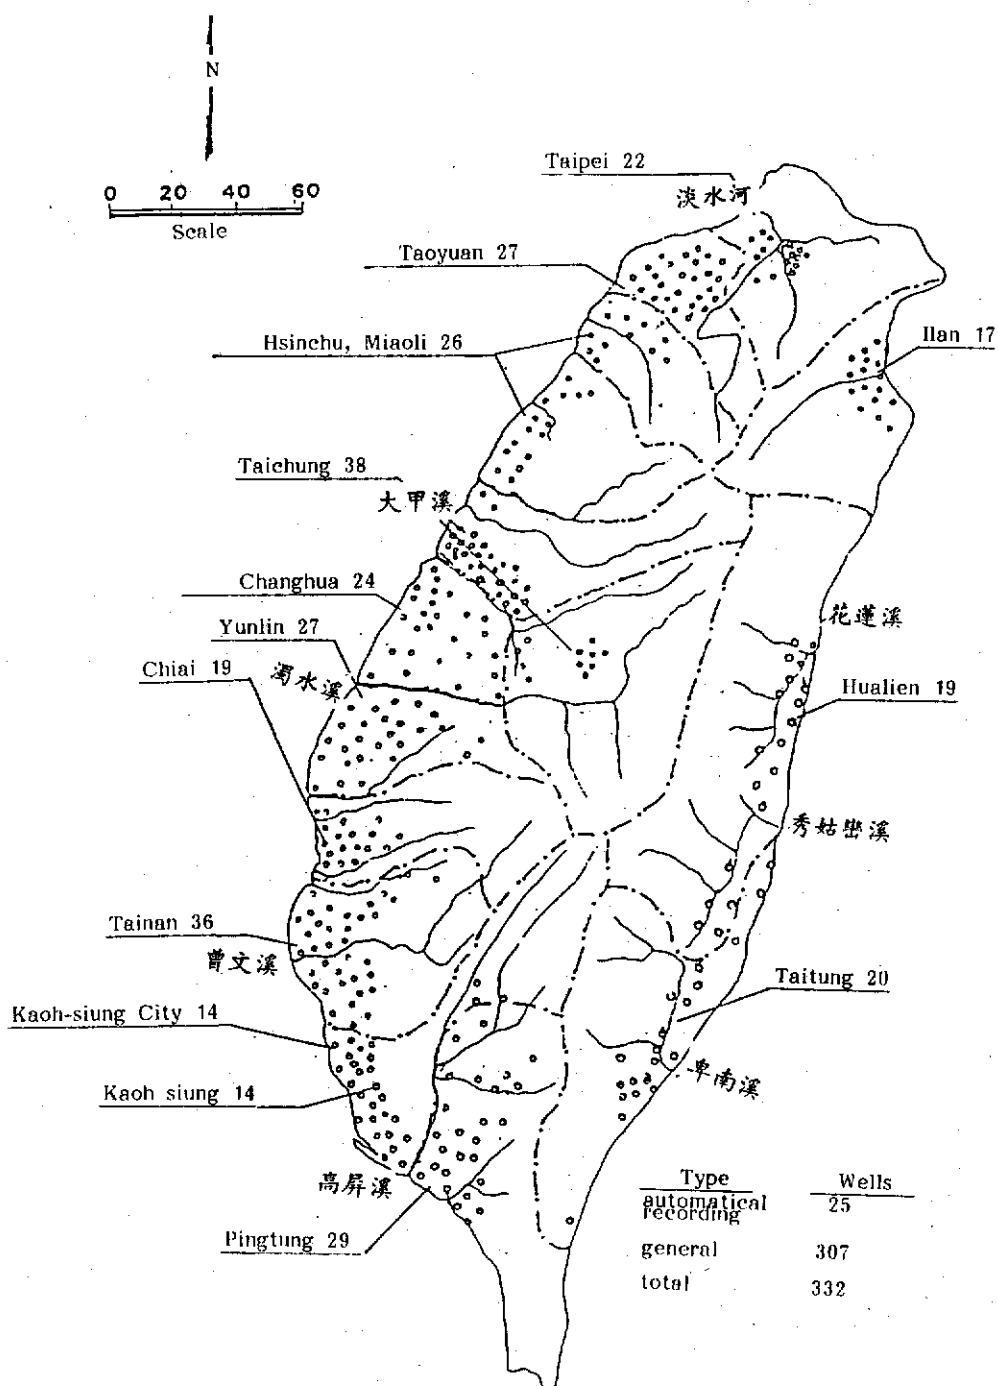 N
0 20 40 60
Scale
Taipei 22
淡水河
Taoyuan 27
Hsinchu, Miaoli 26
Ilan 17
Taichung 38
大甲溪
Changhua 24
Yunlin 27
花蓮溪
Chiai 19
濁水溪
Hualien 19
秀姑巒溪
Tainan 36
曾文溪
Taitung 20
Kaoh-siung City 14
卑南溪
Kaoh siung 14
高屏溪
Pingtung 29
Type Wells
automatical recording 25
general 307
total 332